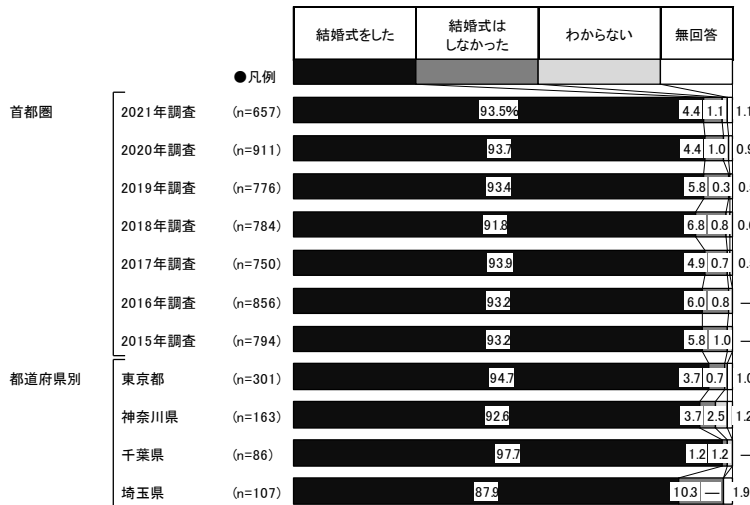 結婚式をした 結婚式は しなかった わからない 無回答
●凡例
首都圏 2021年調査 (n=657) 93.5% 4.4 1.1 1.1
2020年調査 (n=911) 93.7 4.4 1.0 0.9
2019年調査 (n=776) 93.4 5.8 0.3
2018年調査 (n=784) 91.8 6.8 0.8
2017年調査 (n=750) 93.9 4.9 0.7
2016年調査 (n=856) 93.2 6.0 0.8 —
2015年調査 (n=794) 93.2 5.8 1.0 —
都道府県別 東京都 (n=301) 94.7 3.7 0.7 1.0
神奈川県 (n=163) 92.6 3.7 2.5 1.2
千葉県 (n=86) 97.7 1.2 1.2 —
埼玉県 (n=107) 87.9 10.3 — 1.9